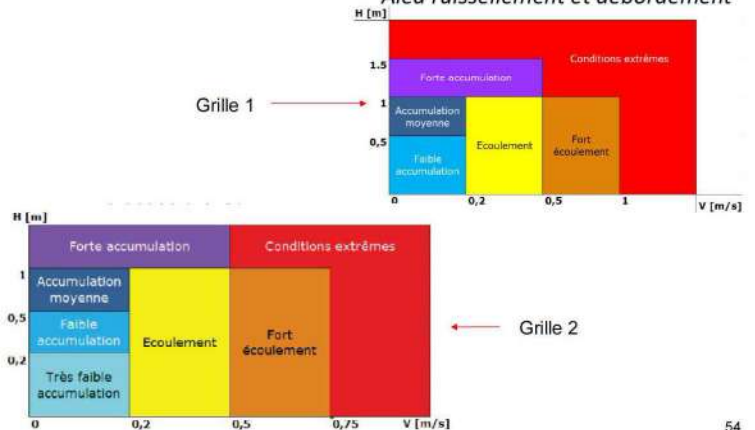 Aléa ruissellement et débordement
H [m]
Conditions extrêmes
1.5
Forte accumulation
Grille 1
1
Accumulation
moyenne
0,5
Ecoulement
Fort
écoulement
Faible
accumulation
0
0,2
0,5
1
V [m/s]
H [m]
Forte accumulation
Conditions extrêmes
1
Accumulation
moyenne
0,5
Faible
accumulation
Ecoulement
Fort
écoulement
Grille 2
0,2
Très faible
accumulation
0
0,2
0,5
0,75
V [m/s]
54